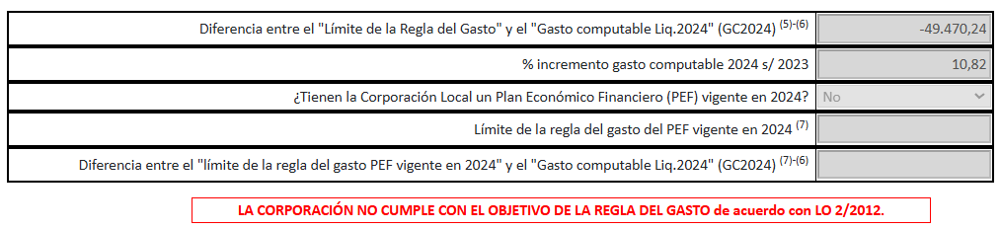 Diferencia entre el "Límite de la Regla del Gasto" y el "Gasto computable Liq.2024" (GC2024) (5)-(6) -49.470,24
% incremento gasto computable 2024 s/ 2023 10,82
¿Tienen la Corporación Local un Plan Económico Financiero (PEF) vigente en 2024? No
Límite de la regla del gasto del PEF vigente en 2024 (7)
Diferencia entre el "límite de la regla del gasto PEF vigente en 2024" y el "Gasto computable Liq.2024" (GC2024) (7)-(6)
LA CORPORACIÓN NO CUMPLE CON EL OBJETIVO DE LA REGLA DEL GASTO de acuerdo con LO 2/2012.